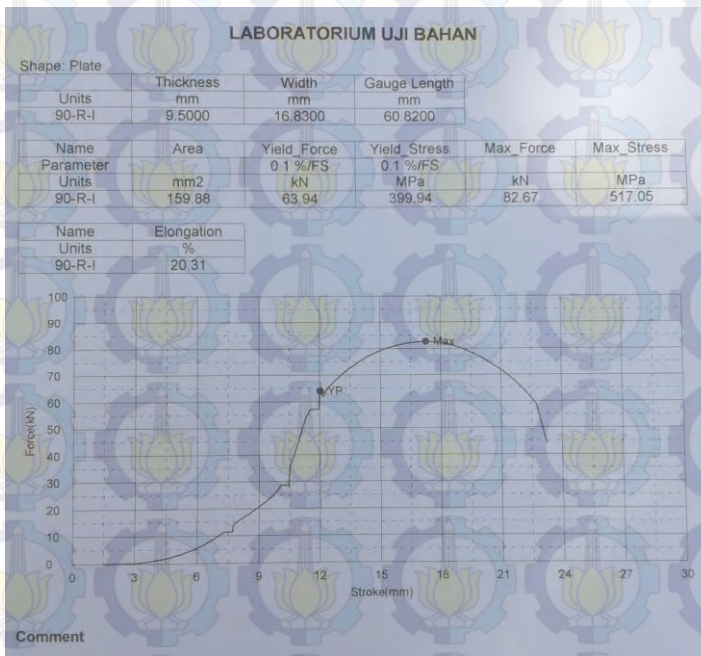 LABORATORIUM UJI BAHAN
Shape: Plate
Thickness Width Gauge Length
Units mm mm mm
90-R-I 9.5000 16.8300 60.8200
Name Area Yield_Force Yield_Stress Max_Force Max_Stress
Parameter 0.1 %/FS 0.1 %/FS
Units mm2 kN MPa kN MPa
90-R-I 159.88 63.94 399.94 82.67 517.05
Name Elongation
Units %
90-R-I 20.31
100
90
80
70
60
50
40
30
20
10
0
Force(kN)
Max
YP
0 3 6 9 12 15 18 21 24 27 30
Stroke(mm)
Comment